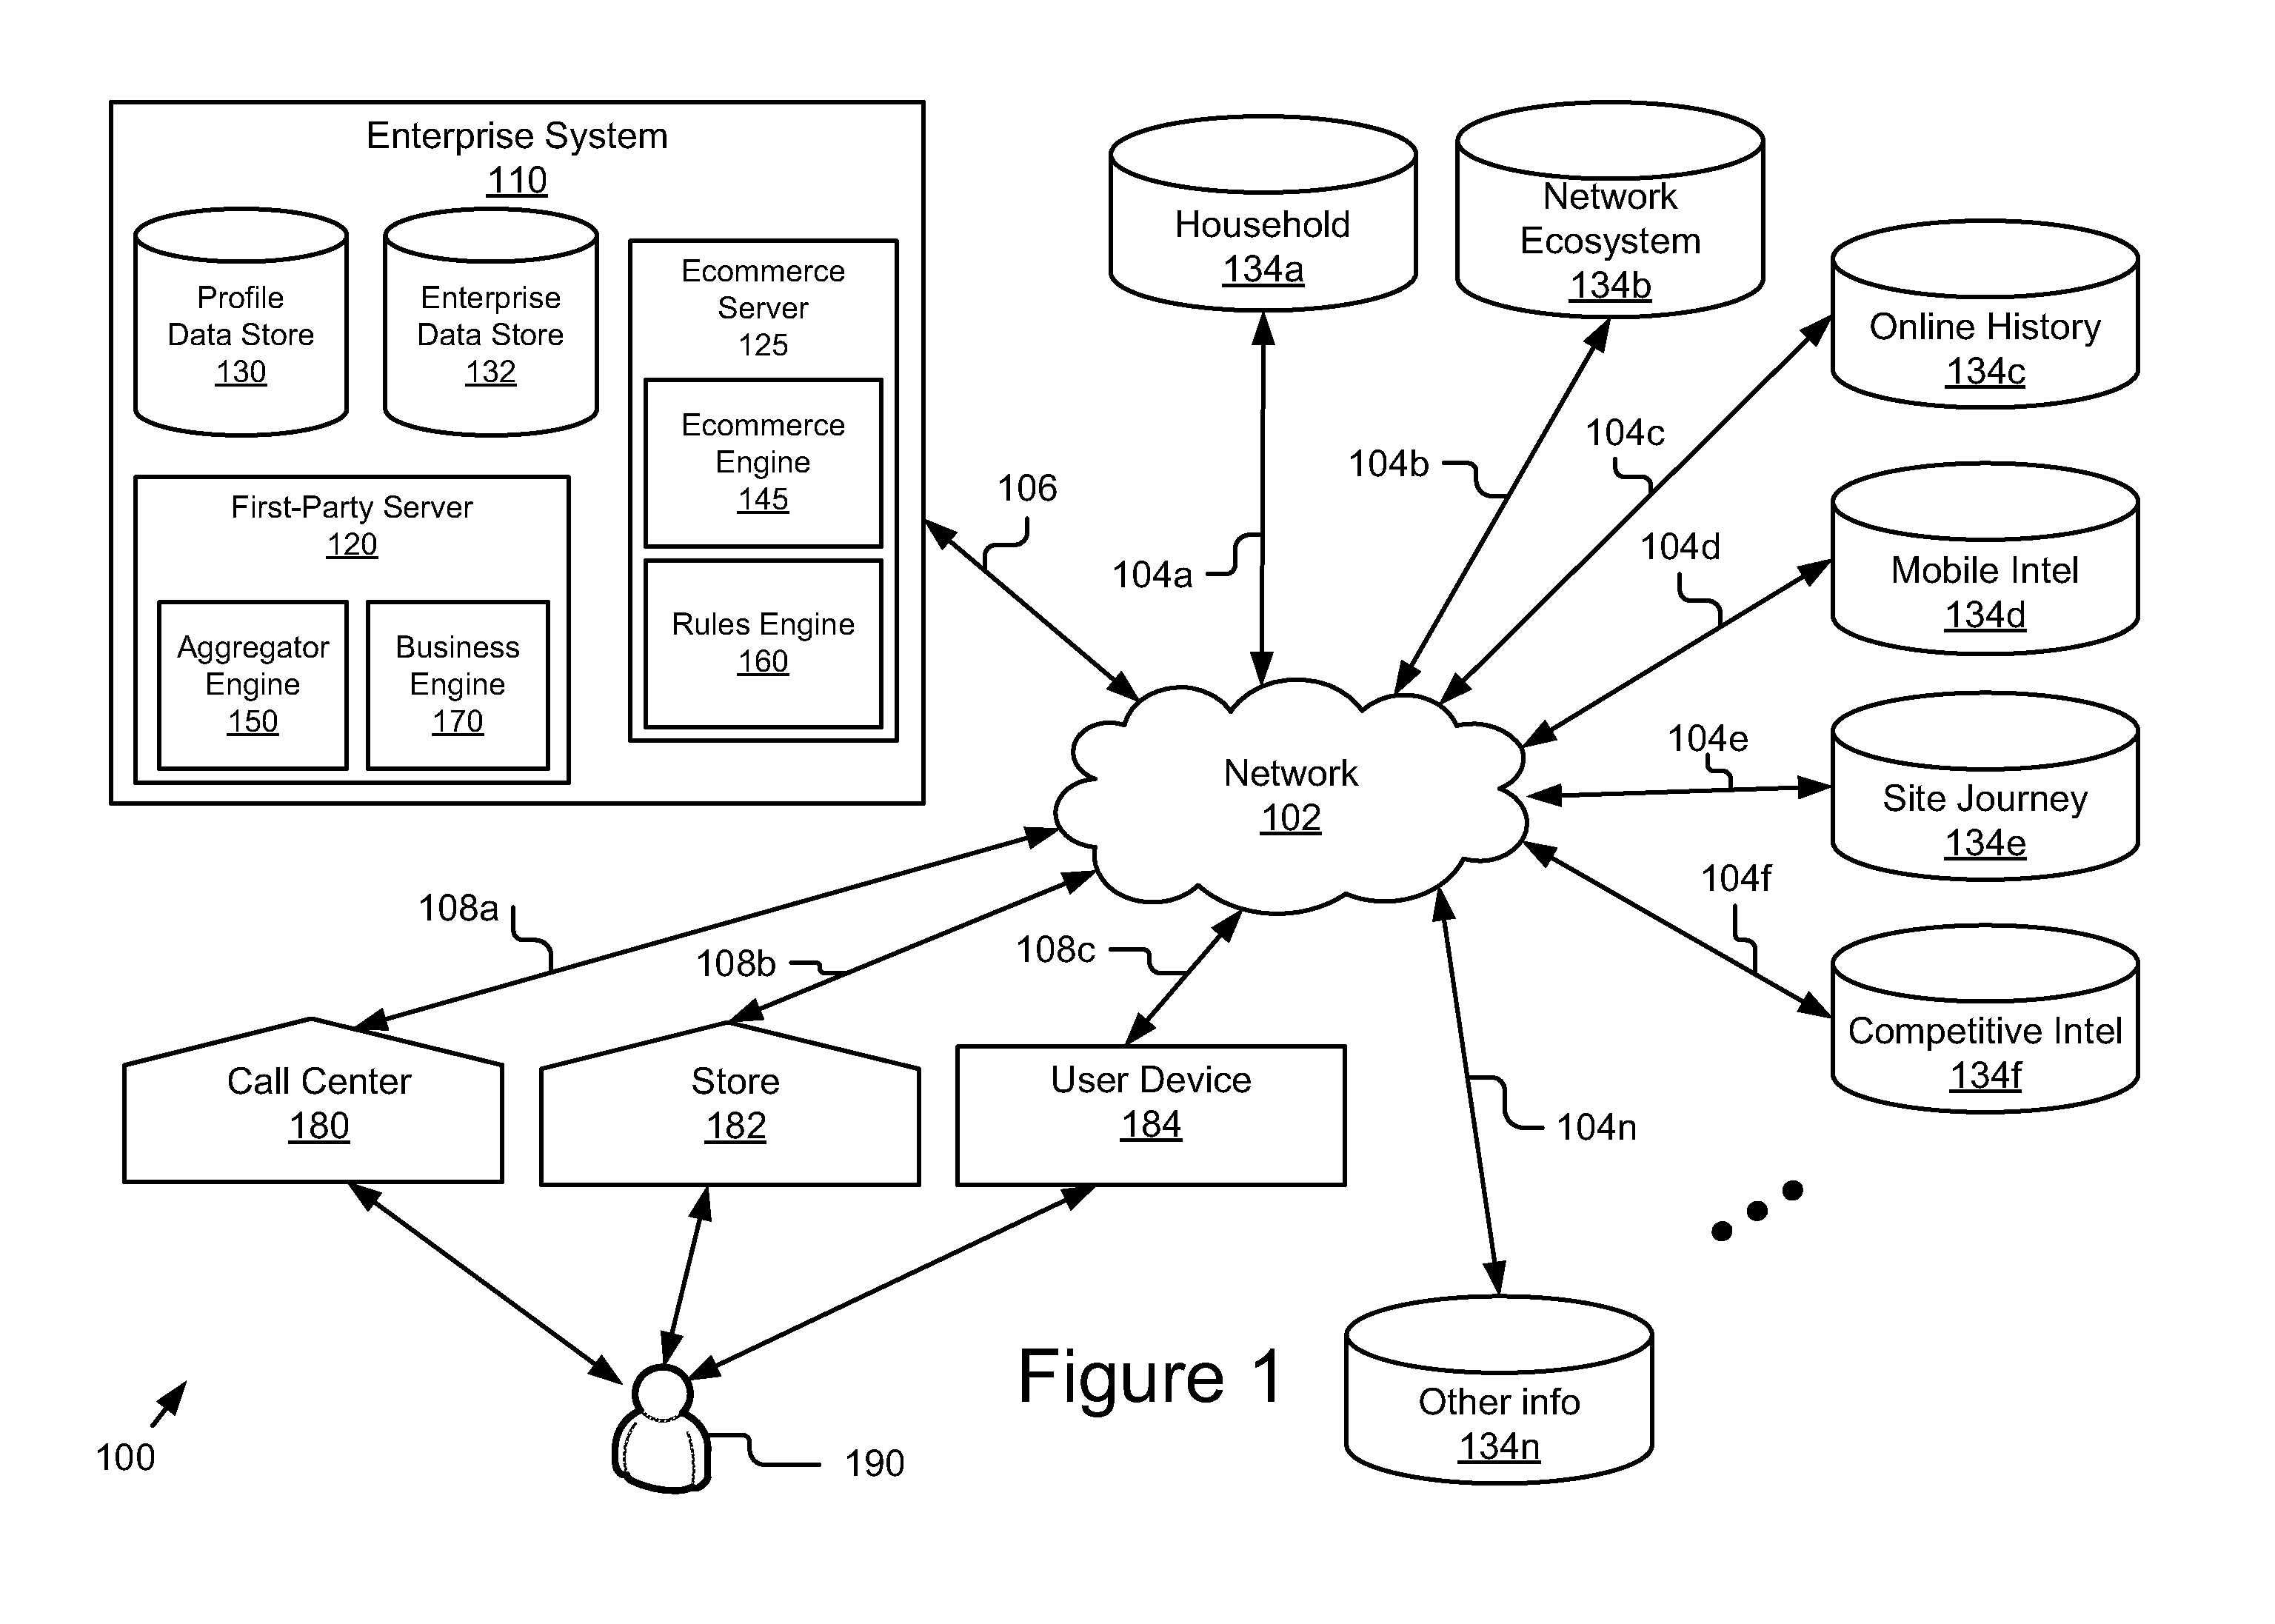 Enterprise System
110
Profile
Data Store
130
Enterprise
Data Store
132
Ecommerce
Server
125
Ecommerce
Engine
145
Rules Engine
160
First-Party Server
120
Aggregator
Engine
150
Business
Engine
170
106
Household
134a
Network
Ecosystem
134b
Online History
134c
Mobile Intel
134d
Site Journey
134e
Competitive Intel
134f
Other info
134n
104a
104b
104c
104d
104e
104f
104n
Network
102
108a
108b
108c
Call Center
180
Store
182
User Device
184
190
100
Figure 1